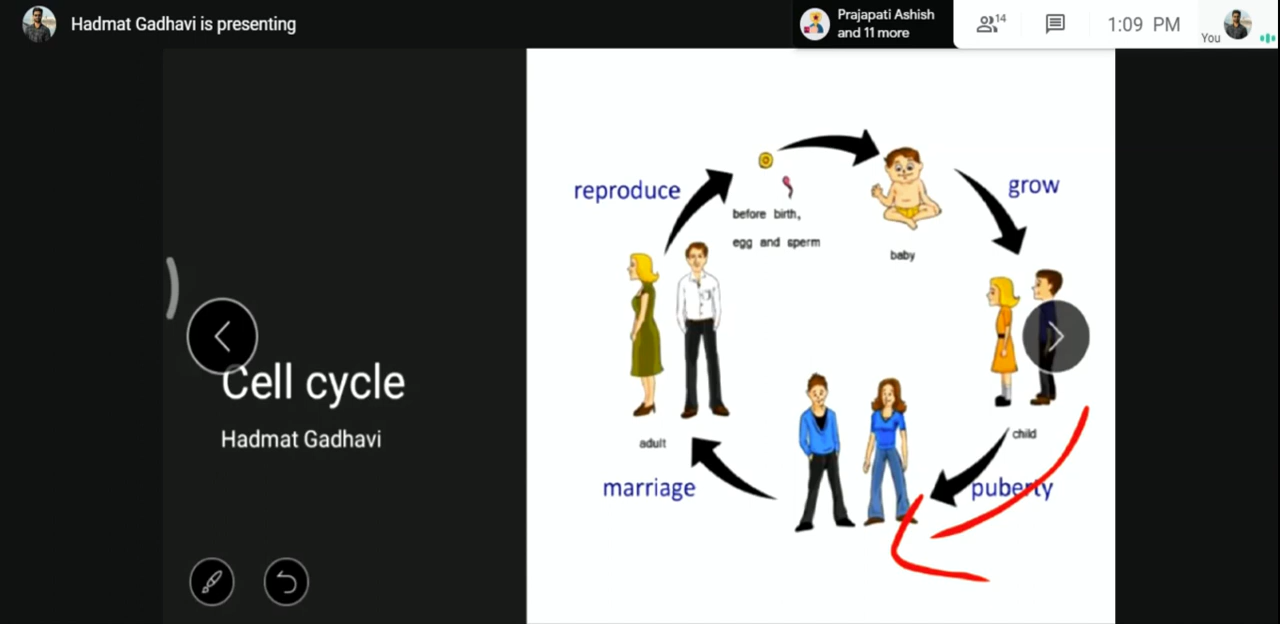 Hadmat Gadhavi is presenting
Prajapati Ashish
and 11 more
14
1:09 PM
You
Cell cycle
Hadmat Gadhavi
reproduce
before birth,
egg and sperm
baby
grow
child
puberty
marriage
adult